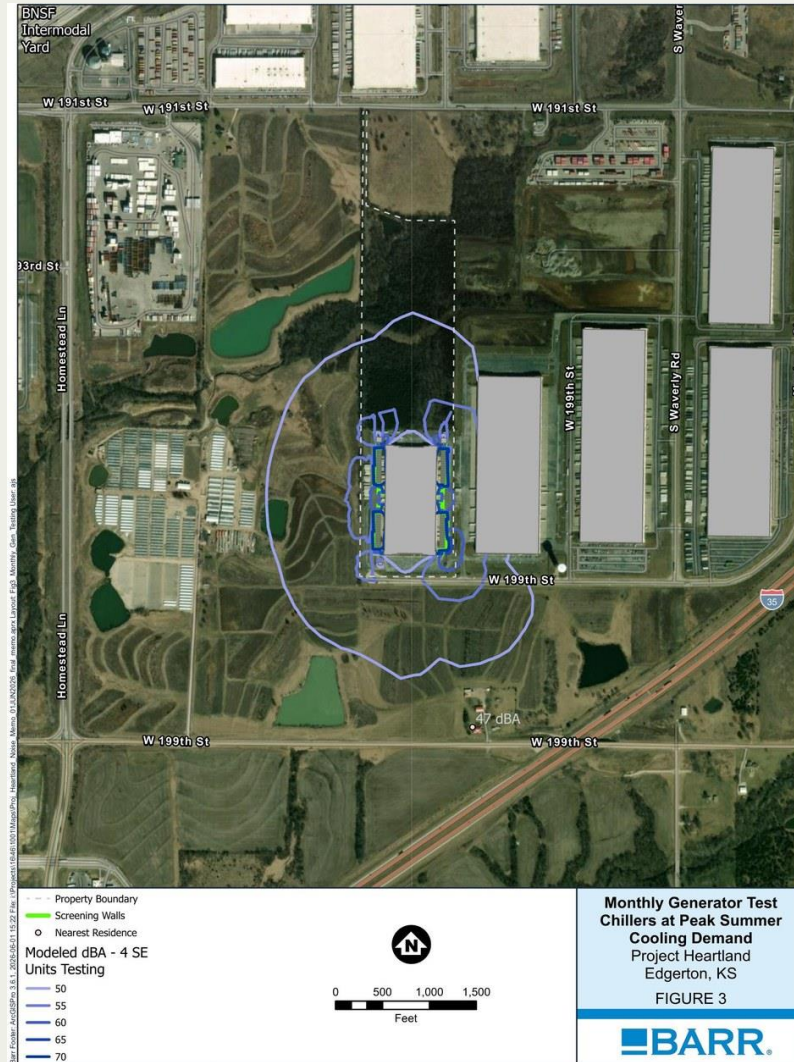 BNSF
Intermodal
Yard
W 191st St
W 191st St
W 191st St
S Waver
93rd St
Homestead Ln
W 199th St
S Waverly Rd
W 199th St
35
Homestead Ln
47 dBA
W 199th St
W 199th St
Property Boundary
Screening Walls
Nearest Residence
Modeled dBA - 4 SE
Units Testing
50
55
60
65
70
N
0 500 1,000 1,500
Feet
Monthly Generator Test
Chillers at Peak Summer
Cooling Demand
Project Heartland
Edgerton, KS
FIGURE 3
BARR